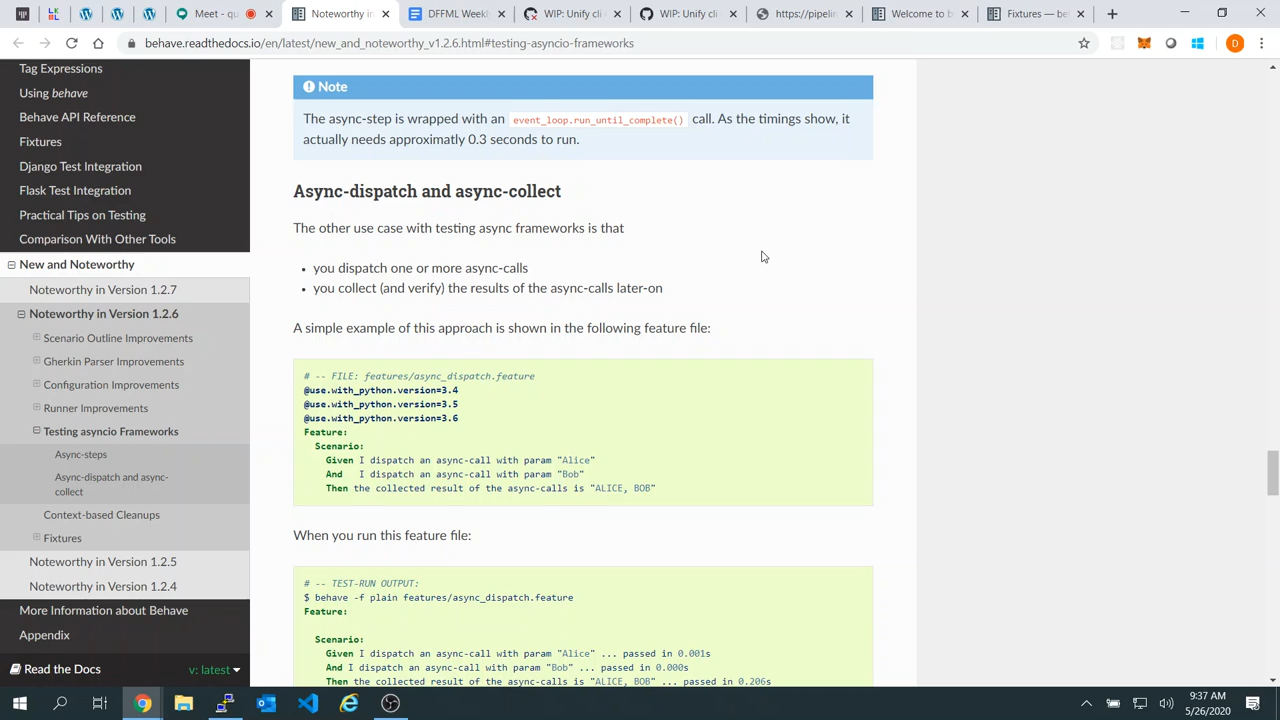 Meet - qu
Noteworthy in
DFFML Weekly
WIP: Unify cli
WIP: Unify cli
https://pipelin
Welcome to b
Fixtures — be
behave.readthedocs.io/en/latest/new_and_noteworthy_v1.2.6.html#testing-asyncio-frameworks
D
Tag Expressions
Using behave
Behave API Reference
Fixtures
Django Test Integration
Flask Test Integration
Practical Tips on Testing
Comparison With Other Tools
New and Noteworthy
Noteworthy in Version 1.2.7
Noteworthy in Version 1.2.6
Scenario Outline Improvements
Gherkin Parser Improvements
Configuration Improvements
Runner Improvements
Testing asyncio Frameworks
Async-steps
Async-dispatch and async-
collect
Context-based Cleanups
Fixtures
Noteworthy in Version 1.2.5
Noteworthy in Version 1.2.4
More Information about Behave
Appendix
Read the Docs
v: latest
Note
The async-step is wrapped with an event_loop.run_until_complete() call. As the timings show, it
actually needs approximatly 0.3 seconds to run.
Async-dispatch and async-collect
The other use case with testing async frameworks is that
• you dispatch one or more async-calls
• you collect (and verify) the results of the async-calls later-on
A simple example of this approach is shown in the following feature file:
# -- FILE: features/async_dispatch.feature
@use.with_python.version=3.4
@use.with_python.version=3.5
@use.with_python.version=3.6
Feature:
Scenario:
Given I dispatch an async-call with param "Alice"
And   I dispatch an async-call with param "Bob"
Then the collected result of the async-calls is "ALICE, BOB"
When you run this feature file:
# -- TEST-RUN OUTPUT:
$ behave -f plain features/async_dispatch.feature
Feature:
Scenario:
Given I dispatch an async-call with param "Alice" ... passed in 0.001s
And I dispatch an async-call with param "Bob" ... passed in 0.000s
Then the collected result of the async-calls is "ALICE, BOB" ... passed in 0.206s
9:37 AM
5/26/2020